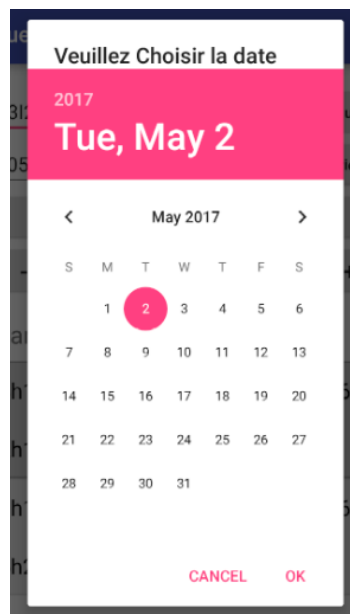 Veuillez Choisir la date
2017
Tue, May 2
May 2017
S M T W T F S
1 2 3 4 5 6
7 8 9 10 11 12 13
14 15 16 17 18 19 20
21 22 23 24 25 26 27
28 29 30 31
CANCEL OK